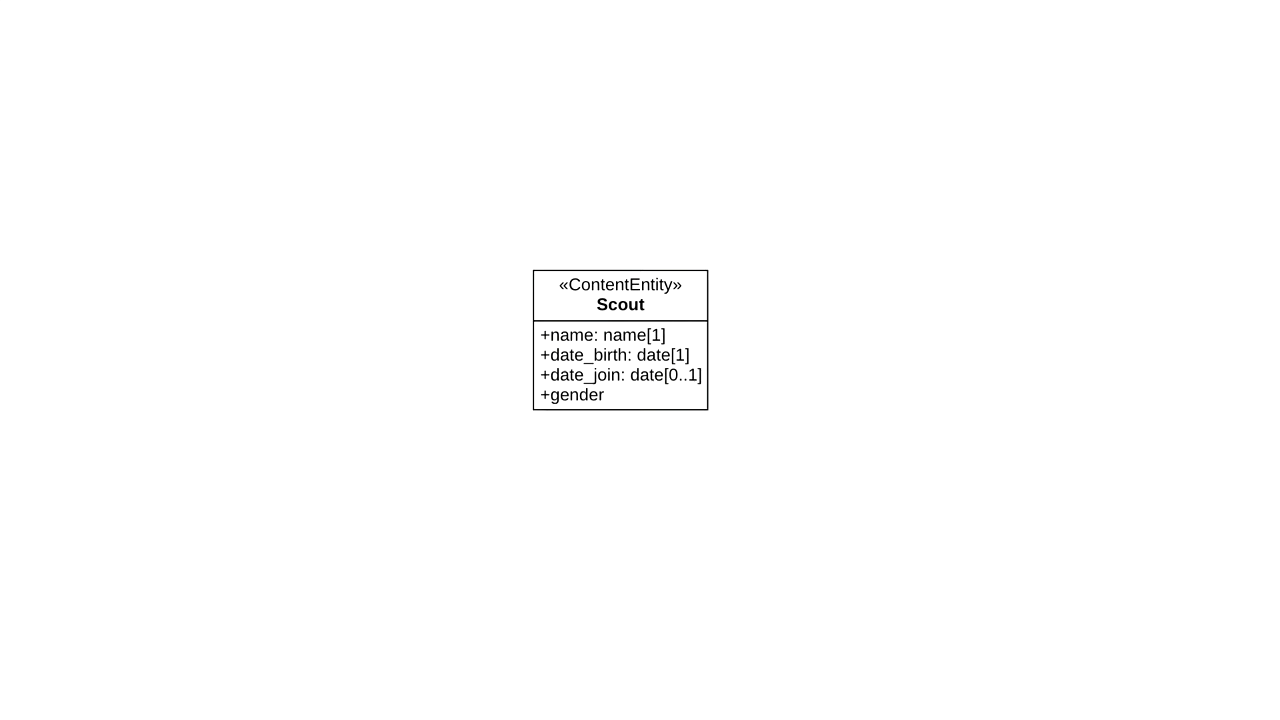 «ContentEntity»
Scout
+name: name[1]
+date_birth: date[1]
+date_join: date[0..1]
+gender